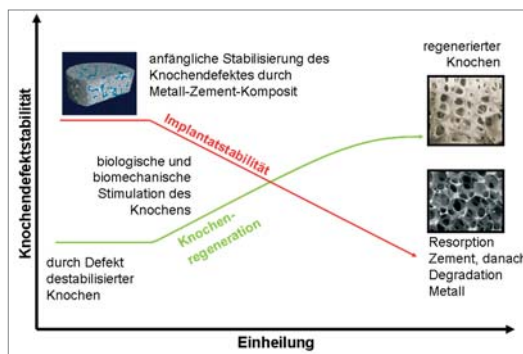 anfängliche Stabilisierung des
Knochendefektes durch
Metall-Zement-Komposit
regenerierter
Knochen
Knochendefektstabilität
Implantatstabilität
biologische und
biomechanische
Stimulation des
Knochens
Knochen-
regeneration
durch Defekt
destabilisierter
Knochen
Resorption
Zement, danach
Degradation
Metall
Einheilung